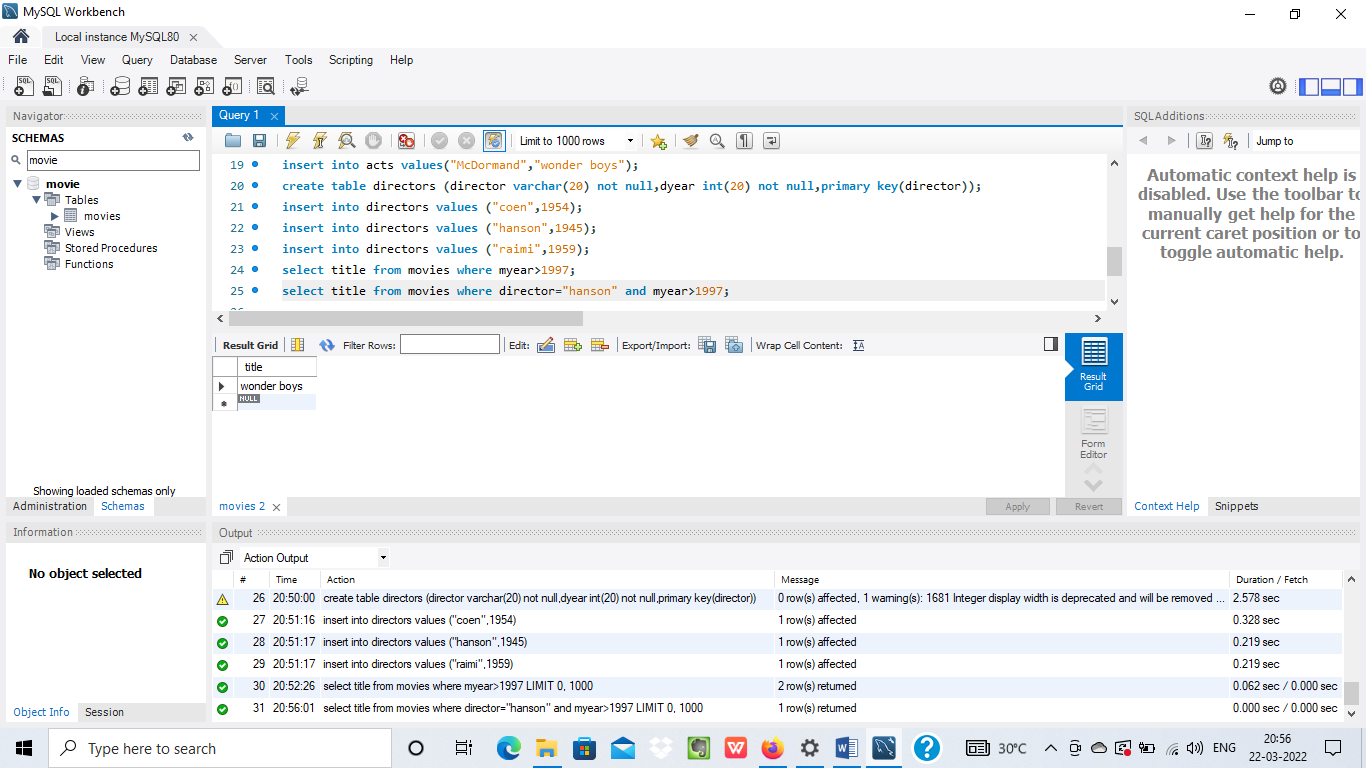 MySQL Workbench
Local instance MySQL80
File Edit View Query Database Server Tools Scripting Help
Navigator
SCHEMAS
movie
movie
Tables
movies
Views
Stored Procedures
Functions
Showing loaded schemas only
Administration Schemas
Information
No object selected
Object Info Session
Query 1
Limit to 1000 rows
19 insert into acts values("McDormand","wonder boys");
20 create table directors (director varchar(20) not null,dyear int(20) not null,primary key(director));
21 insert into directors values ("coen",1954);
22 insert into directors values ("hanson",1945);
23 insert into directors values ("raimi",1959);
24 select title from movies where myear>1997;
25 select title from movies where director="hanson" and myear>1997;
Result Grid Filter Rows: Edit: Export/Import: Wrap Cell Content:
title
wonder boys
NULL
Result
Grid
Form
Editor
movies 2
Apply Revert
SQLAdditions
Jump to
Automatic context help is
disabled. Use the toolbar to
manually get help for the
current caret position or to
toggle automatic help.
Context Help Snippets
Output
Action Output
# Time Action Message Duration / Fetch
26 20:50:00 create table directors (director varchar(20) not null,dyear int(20) not null,primary key(director)) 0 row(s) affected, 1 warning(s): 1681 Integer display width is deprecated and will be removed ... 2.578 sec
27 20:51:16 insert into directors values ("coen",1954) 1 row(s) affected 0.328 sec
28 20:51:17 insert into directors values ("hanson",1945) 1 row(s) affected 0.219 sec
29 20:51:17 insert into directors values ("raimi",1959) 1 row(s) affected 0.219 sec
30 20:52:26 select title from movies where myear>1997 LIMIT 0, 1000 2 row(s) returned 0.062 sec / 0.000 sec
31 20:56:01 select title from movies where director="hanson" and myear>1997 LIMIT 0, 1000 1 row(s) returned 0.000 sec / 0.000 sec
Type here to search
30°C
ENG
20:56
22-03-2022